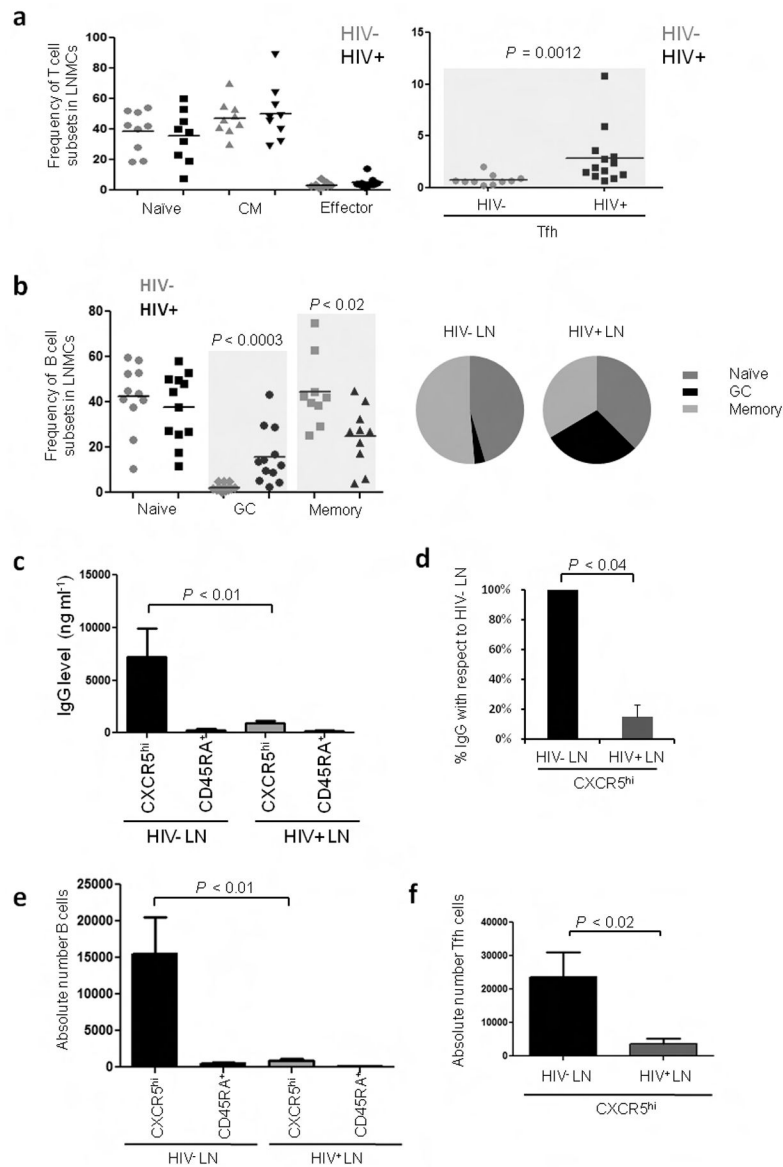 a
HIV-
HIV+
Frequency of T cell
subsets in LNMCs
100
80
60
40
20
0
Naïve
CM
Effector
HIV-
HIV+
P = 0.0012
15
10
5
0
HIV-
HIV+
Tfh
b
HIV-
HIV+
Frequency of B cell
subsets in LNMCs
80
60
40
20
0
P < 0.0003
P < 0.02
Naive
GC
Memory
HIV- LN
HIV+ LN
Naïve
GC
Memory
c
IgG level (ng ml-1)
15000
10000
5000
0
P < 0.01
CXCR5hi
CD45RA+
CXCR5hi
CD45RA+
HIV- LN
HIV+ LN
d
% IgG with respect to HIV- LN
P < 0.04
100%
80%
60%
40%
20%
0%
HIV- LN
HIV+ LN
CXCR5hi
e
Absolute number B cells
25000
20000
15000
10000
5000
0
P < 0.01
CXCR5hi
CD45RA+
CXCR5hi
CD45RA+
HIV- LN
HIV+ LN
f
Absolute number Tfh cells
40000
30000
20000
10000
0
P < 0.02
HIV- LN
HIV+ LN
CXCR5hi